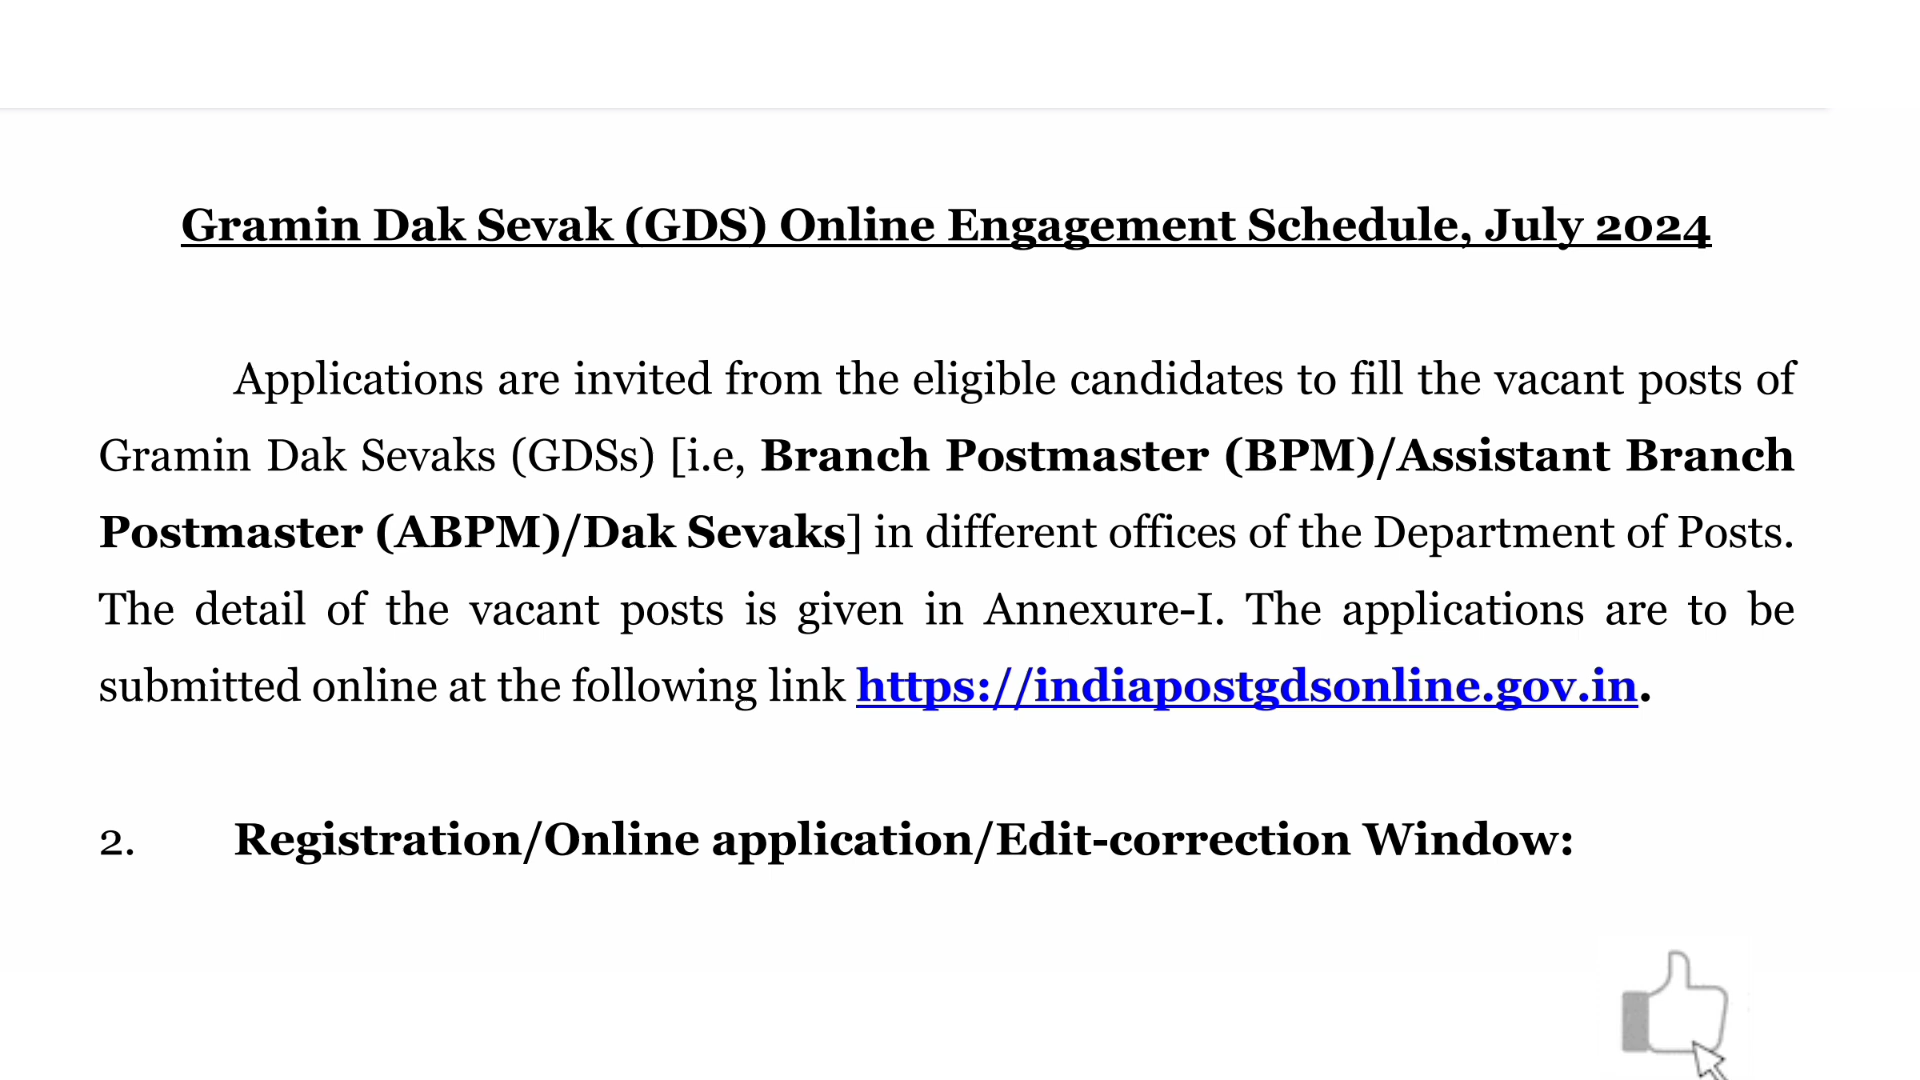 Gramin Dak Sevak (GDS) Online Engagement Schedule, July 2024
Applications are invited from the eligible candidates to fill the vacant posts of
Gramin Dak Sevaks (GDSs) [i.e, Branch Postmaster (BPM)/Assistant Branch
Postmaster (ABPM)/Dak Sevaks] in different offices of the Department of Posts.
The detail of the vacant posts is given in Annexure-I. The applications are to be
submitted online at the following link https://indiapostgdsonline.gov.in.
2. Registration/Online application/Edit-correction Window: